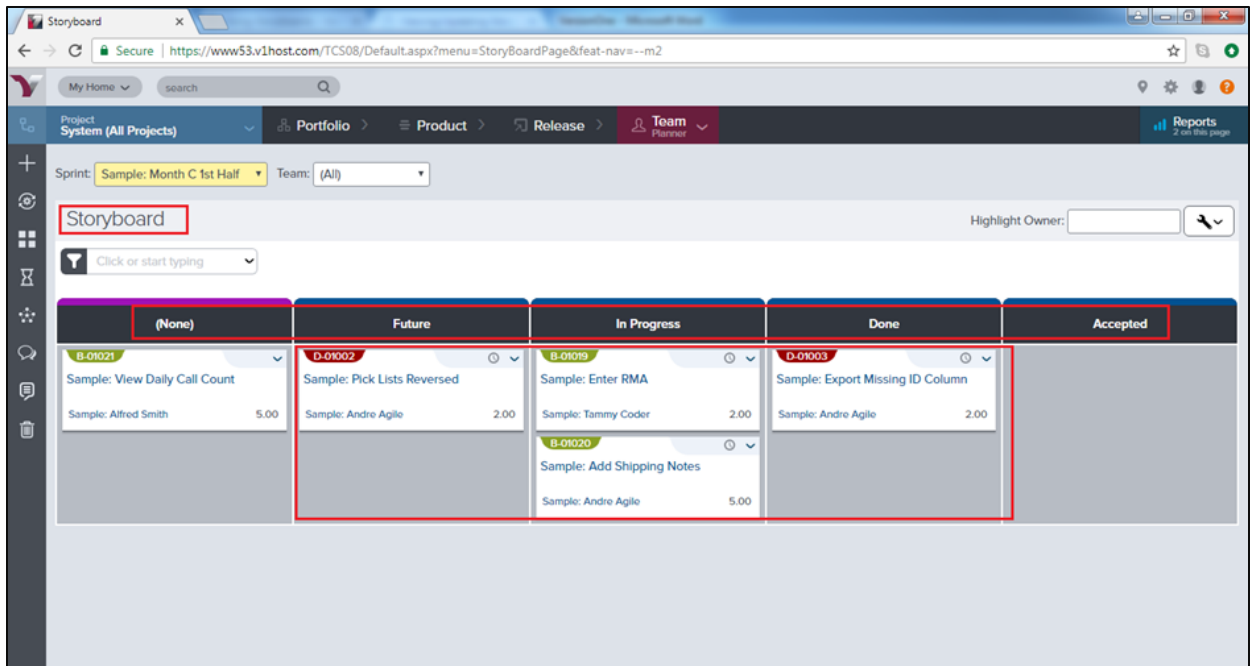 Storyboard
Secure | https://www53.v1host.com/TCS08/Default.aspx?menu=StoryBoardPage&feat-nav=--m2
My Home search
Project
System (All Projects) Portfolio Product Release Team Planner Reports
2 on this page
Sprint: Sample: Month C 1st Half Team: (All)
Storyboard Highlight Owner:
Click or start typing
(None) Future In Progress Done Accepted
B-01021 D-01002 B-01019 D-01003
Sample: View Daily Call Count Sample: Pick Lists Reversed Sample: Enter RMA Sample: Export Missing ID Column
Sample: Alfred Smith 5.00 Sample: Andre Agile 2.00 Sample: Tammy Coder 2.00 Sample: Andre Agile 2.00
B-01020
Sample: Add Shipping Notes
Sample: Andre Agile 5.00